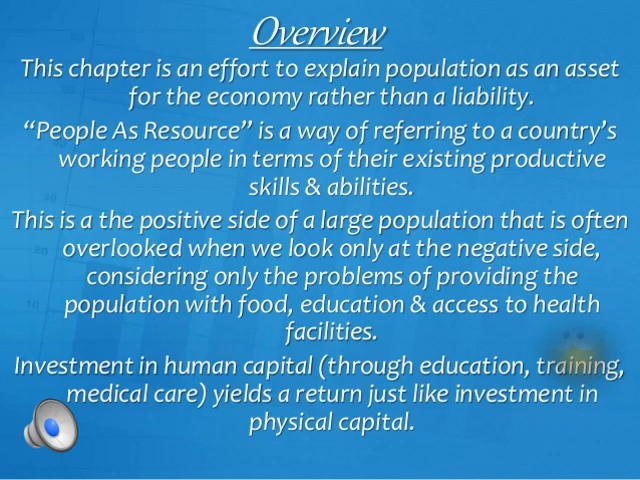 Overview
This chapter is an effort to explain population as an asset
for the economy rather than a liability.
“People As Resource” is a way of referring to a country’s
working people in terms of their existing productive
skills & abilities.
This is a the positive side of a large population that is often
overlooked when we look only at the negative side,
considering only the problems of providing the
population with food, education & access to health
facilities.
Investment in human capital (through education, training,
medical care) yields a return just like investment in
physical capital.